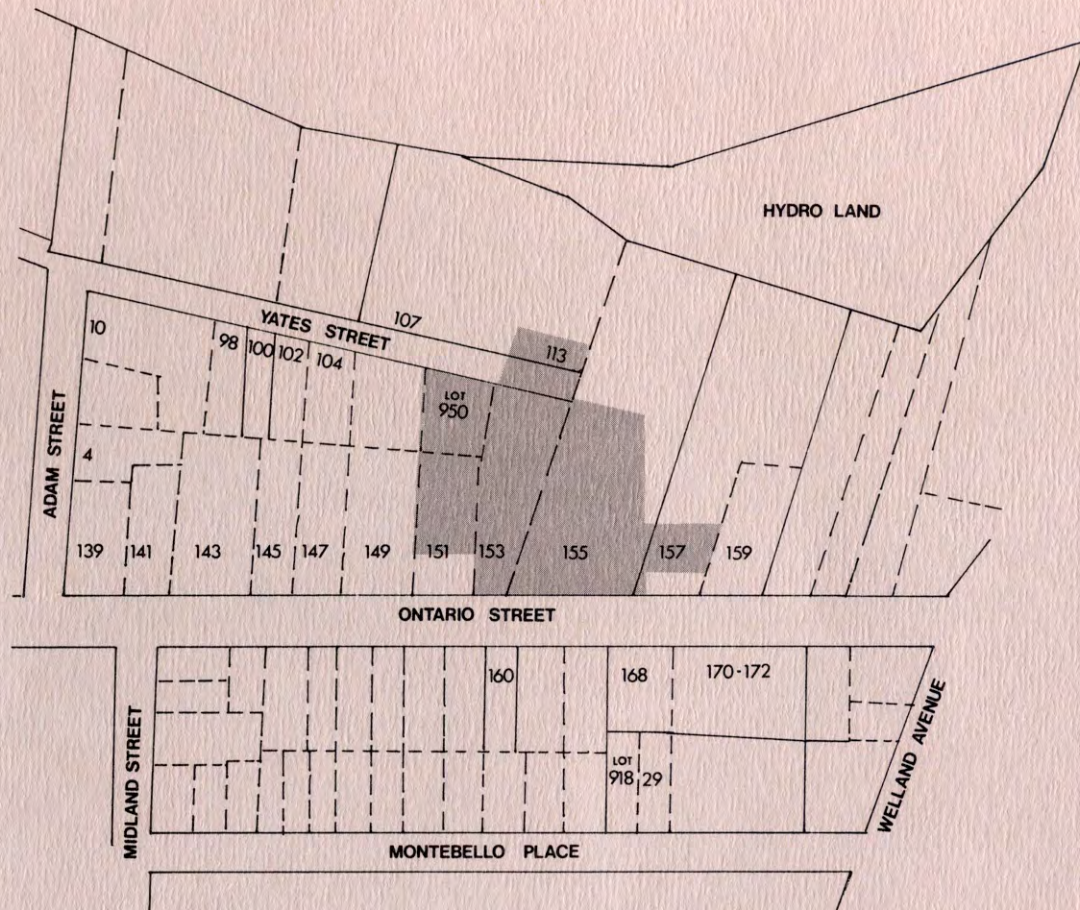 HYDRO LAND
YATES STREET
107
113
10
98
100
102
104
LOT
950
4
ADAM STREET
139
141
143
145
147
149
151
153
155
157
159
ONTARIO STREET
160
168
170-172
LOT
918
29
MIDLAND STREET
WELLAND AVENUE
MONTEBELLO PLACE